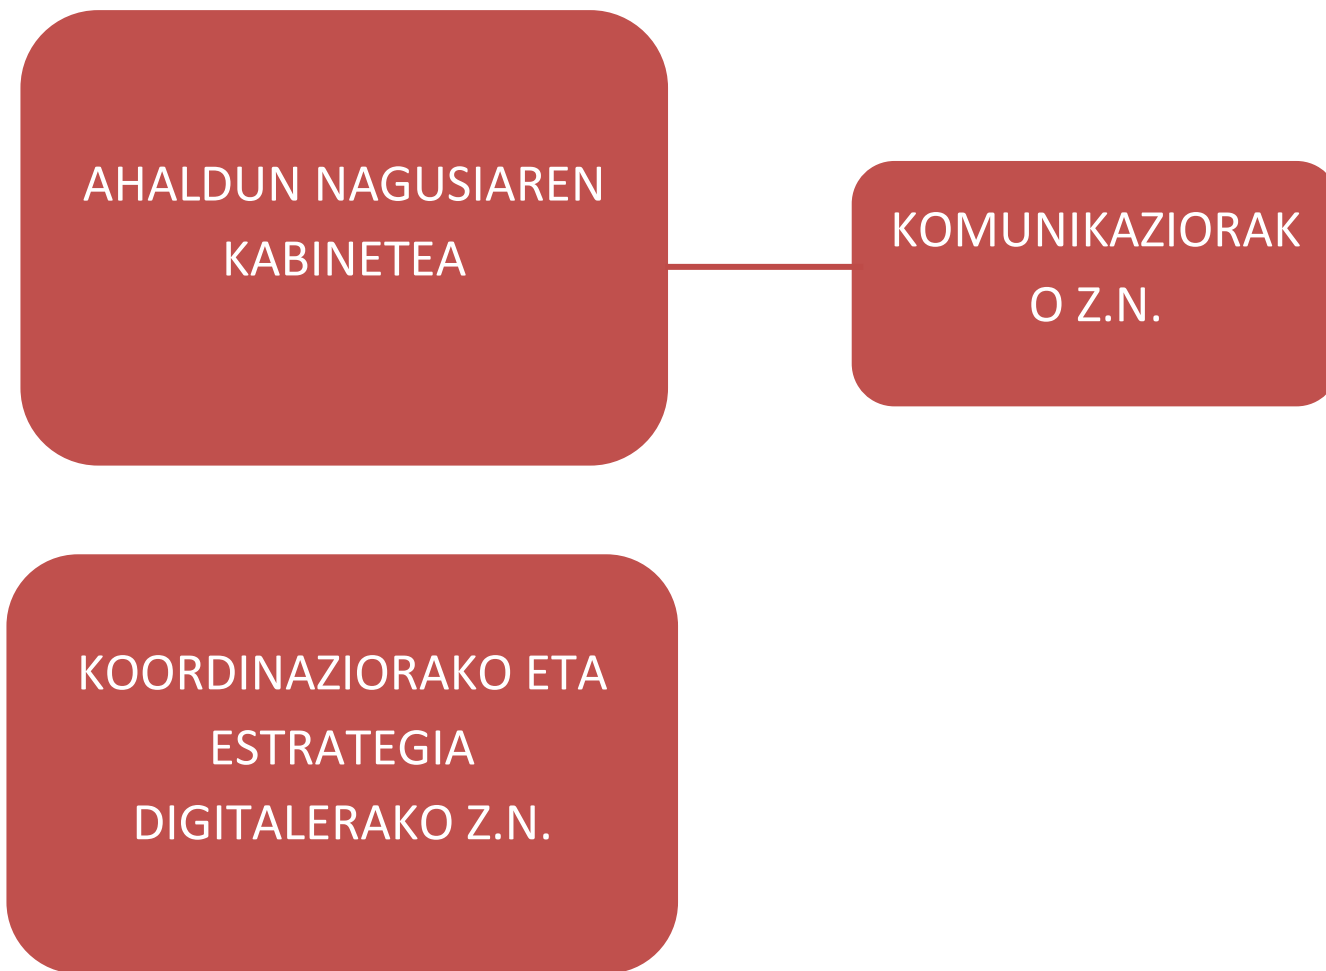 AHALDUN NAGUSIAREN
KABINETEA
KOMUNIKAZIORAK
O Z.N.
KOORDINAZIORAKO ETA
ESTRATEGIA
DIGITALERAKO Z.N.